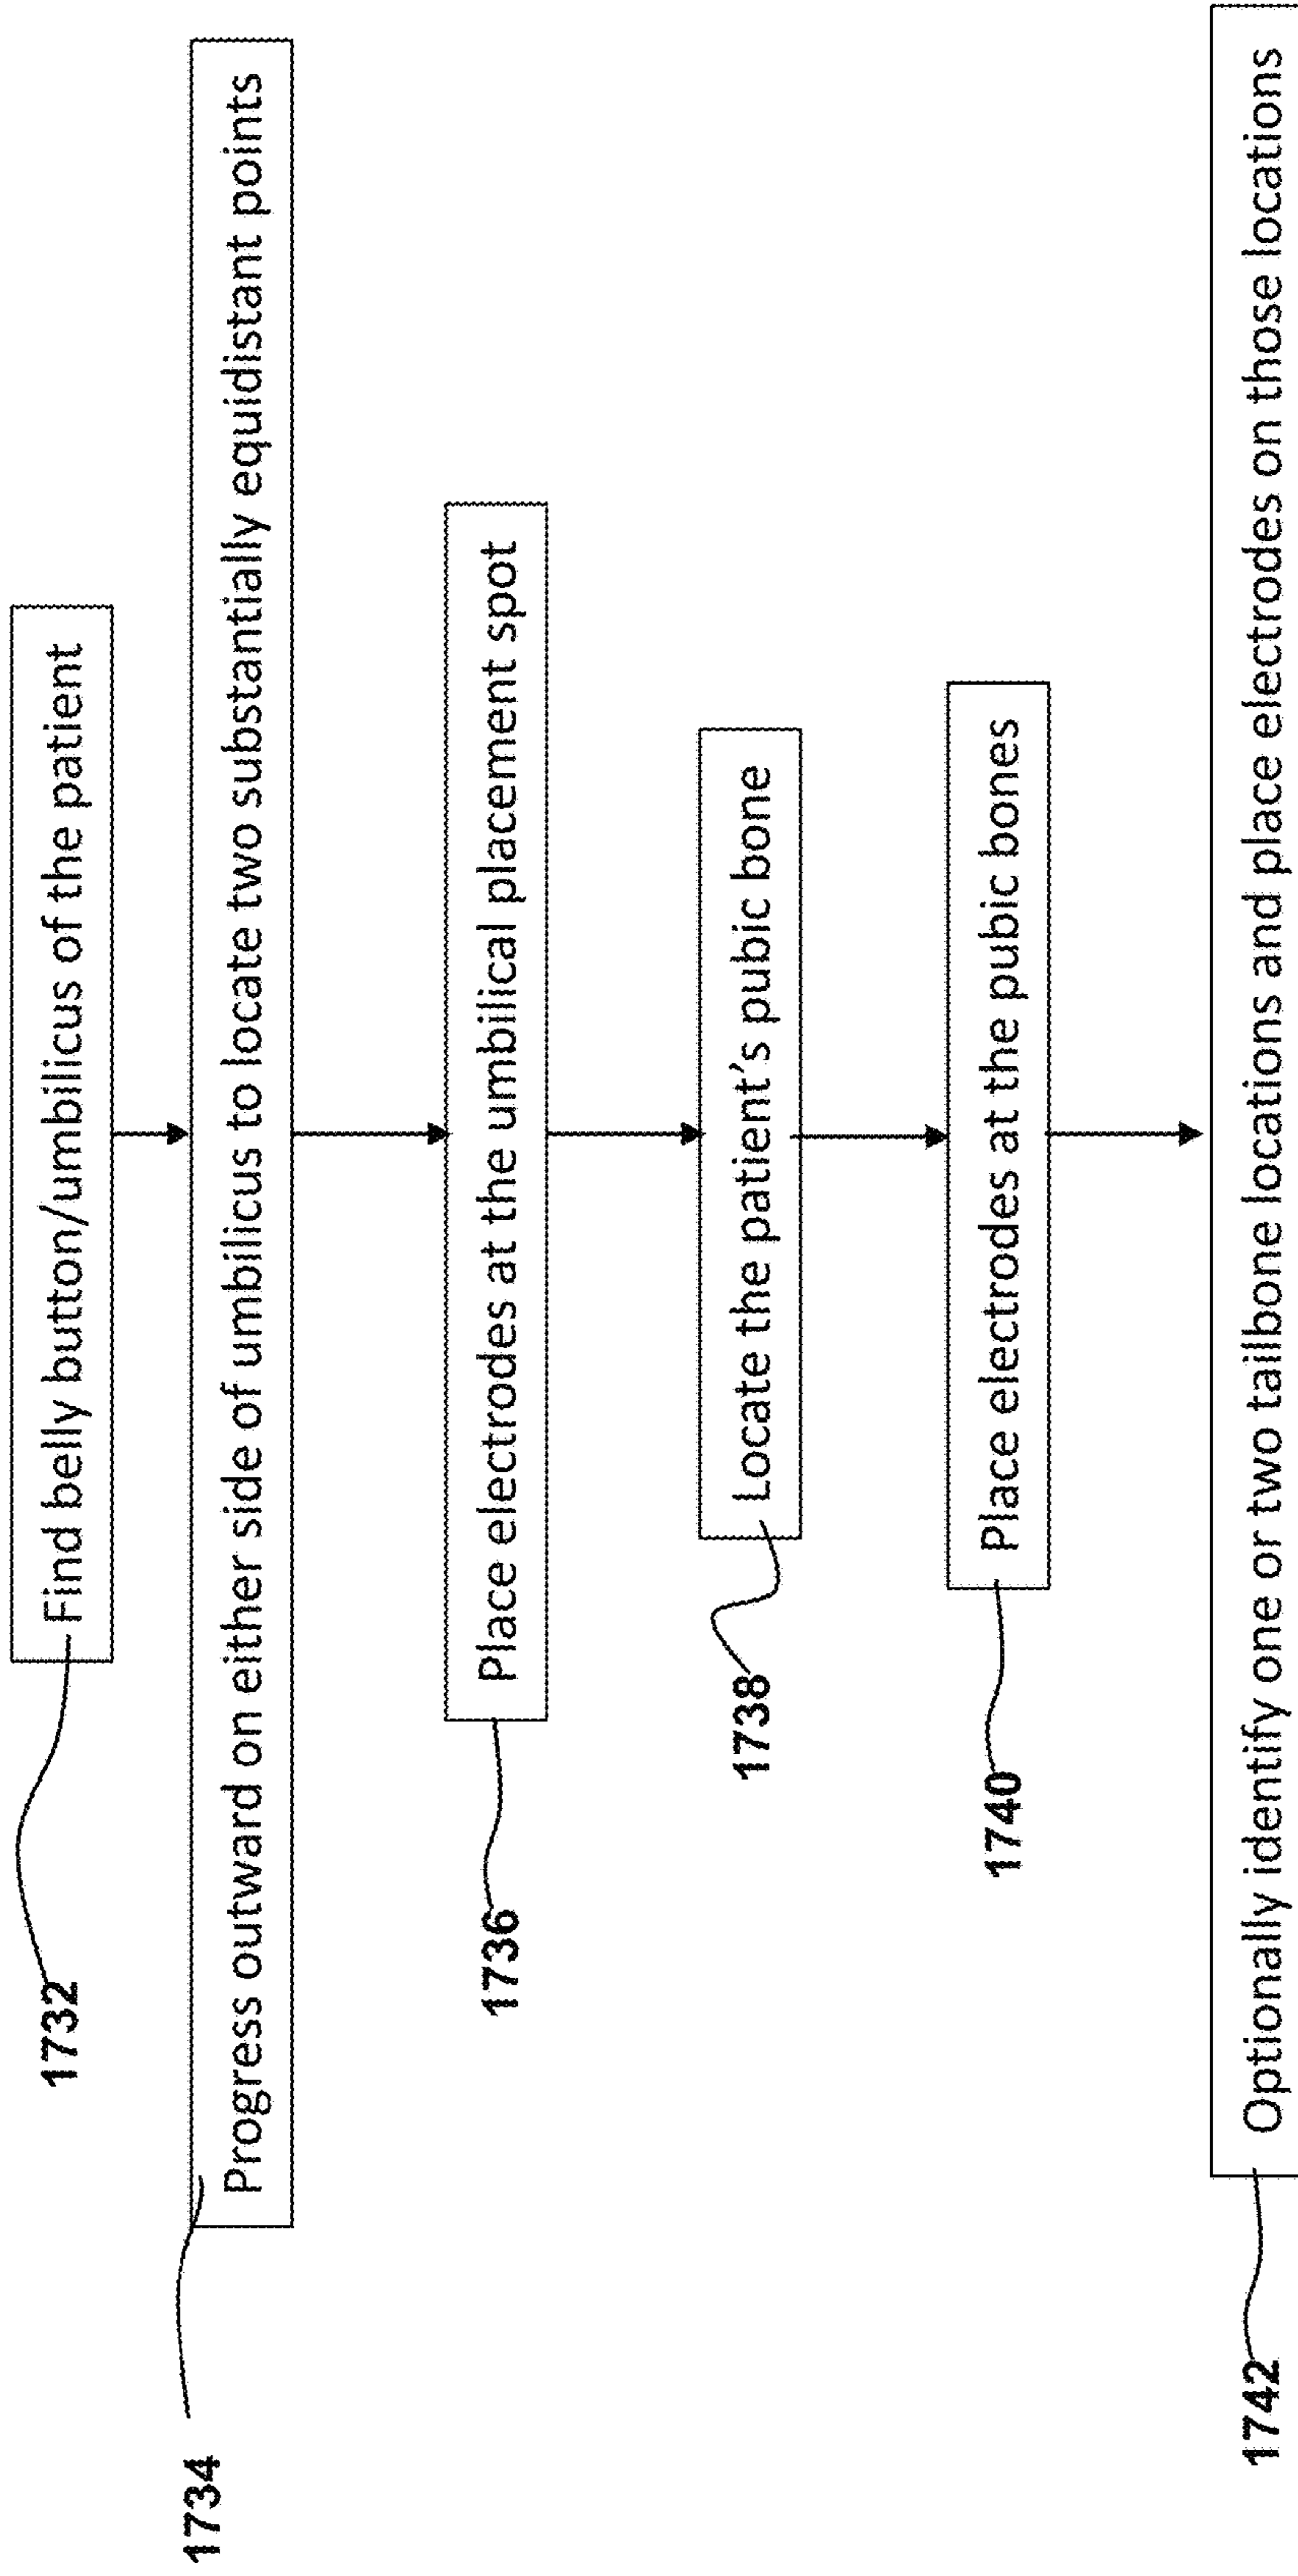 1732
Find belly button/umbilicus of the patient
1734
Progress outward on either side of umbilicus to locate two substantially equidistant points
1736
Place electrodes at the umbilical placement spot
1738
Locate the patient’s pubic bone
1740
Place electrodes at the pubic bones
1742
Optionally identify one or two tailbone locations and place electrodes on those locations